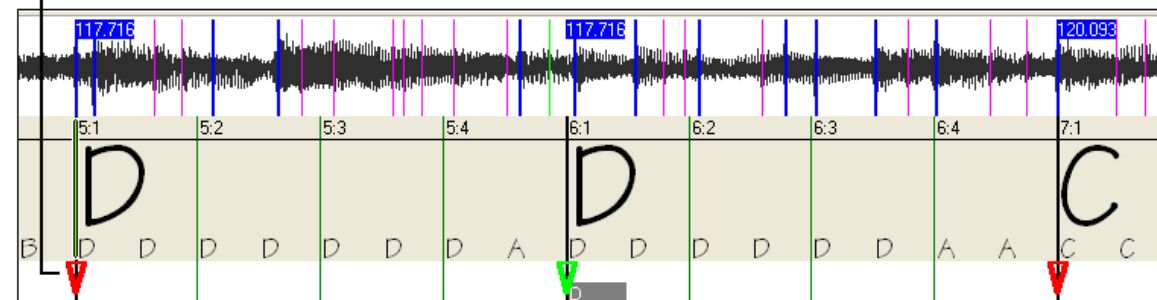 117.716 117.716 120.093
5:1 5:2 5:3 5:4 6:1 6:2 6:3 6:4 7:1
D D C
B D D D D D D D A D D D D D D A A C C
D